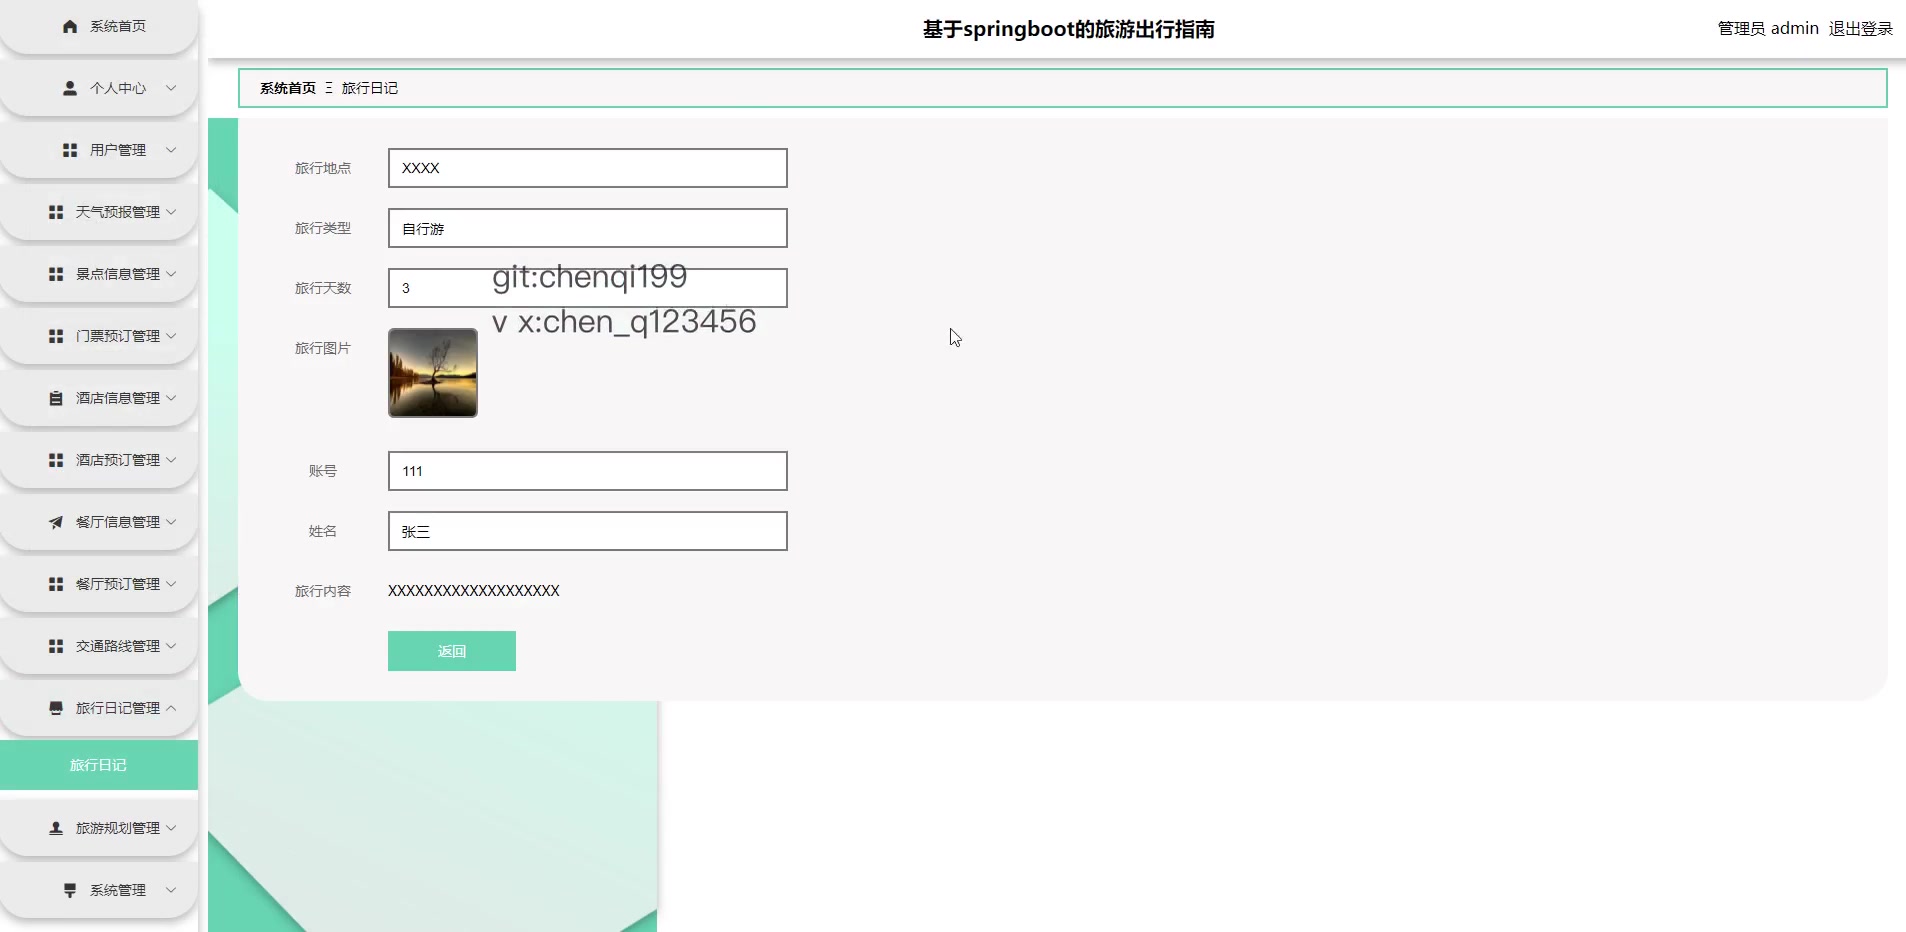 系统首页
个人中心
用户管理
天气预报管理
景点信息管理
门票预订管理
酒店信息管理
酒店预订管理
餐厅信息管理
餐厅预订管理
交通路线管理
旅行日记管理
旅行日记
旅游规划管理
系统管理
基于springboot的旅游出行指南
管理员 admin 退出登录
系统首页 Ξ 旅行日记
旅行地点 XXXX
旅行类型 自行游
旅行天数 3
git:chenqi199
v x:chen_q123456
旅行图片
账号 111
姓名 张三
旅行内容 XXXXXXXXXXXXXXXXXXX
返回